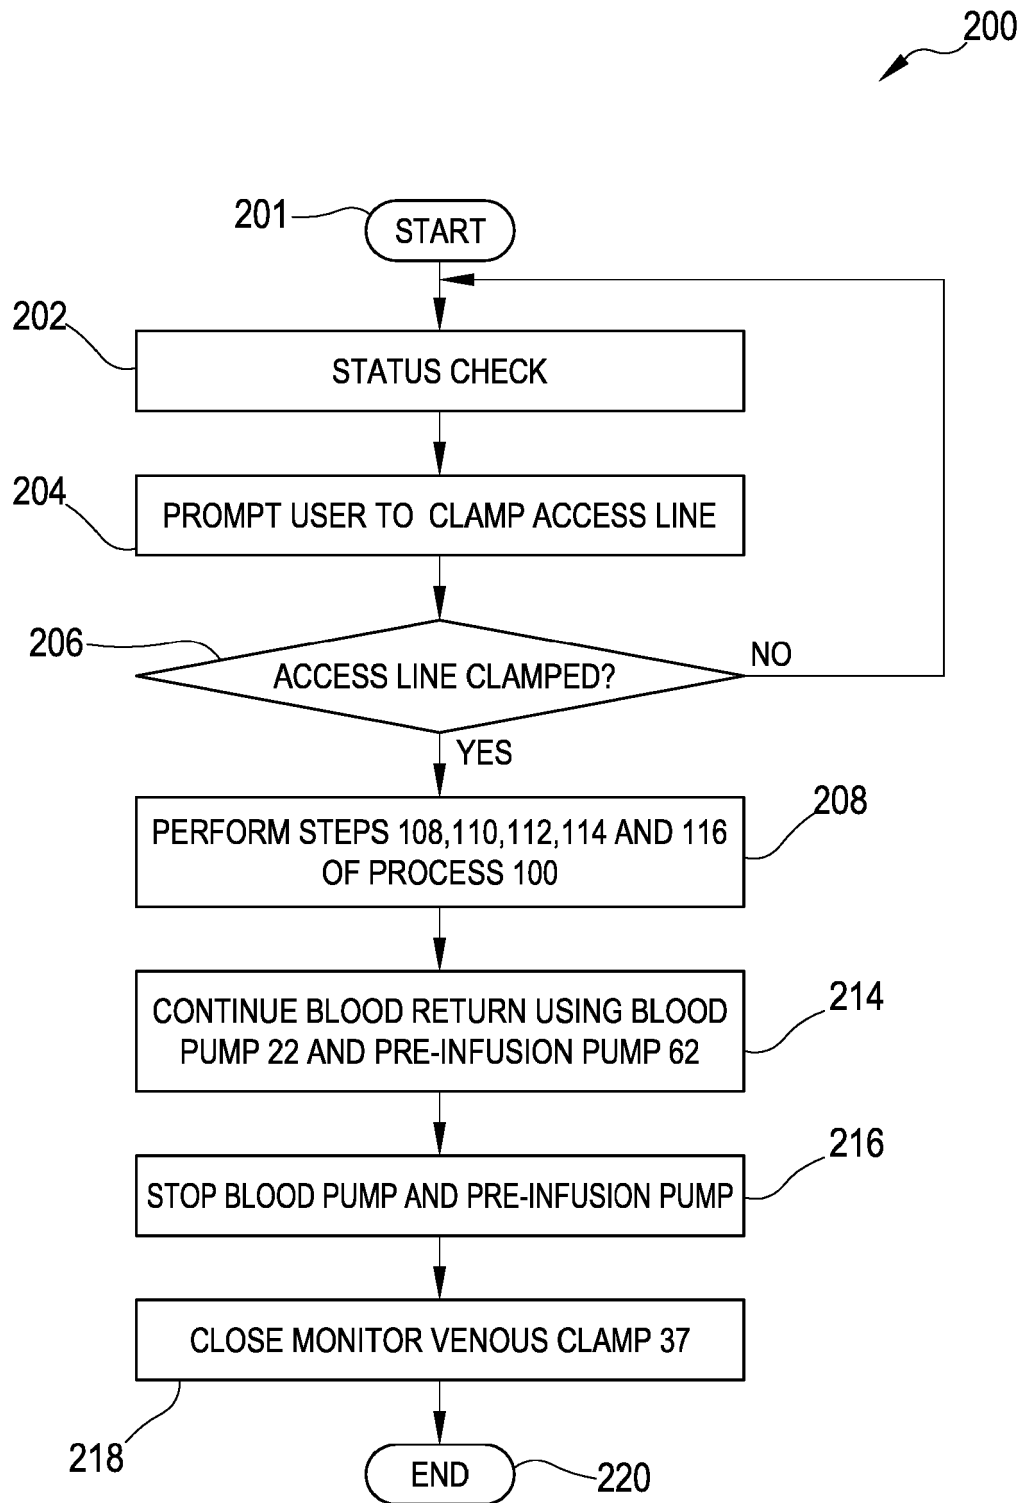 200
201
START
202
STATUS CHECK
204
PROMPT USER TO CLAMP ACCESS LINE
206
ACCESS LINE CLAMPED?
NO
YES
PERFORM STEPS 108,110,112,114 AND 116
OF PROCESS 100
208
CONTINUE BLOOD RETURN USING BLOOD
PUMP 22 AND PRE-INFUSION PUMP 62
214
STOP BLOOD PUMP AND PRE-INFUSION PUMP
216
CLOSE MONITOR VENOUS CLAMP 37
218
END
220